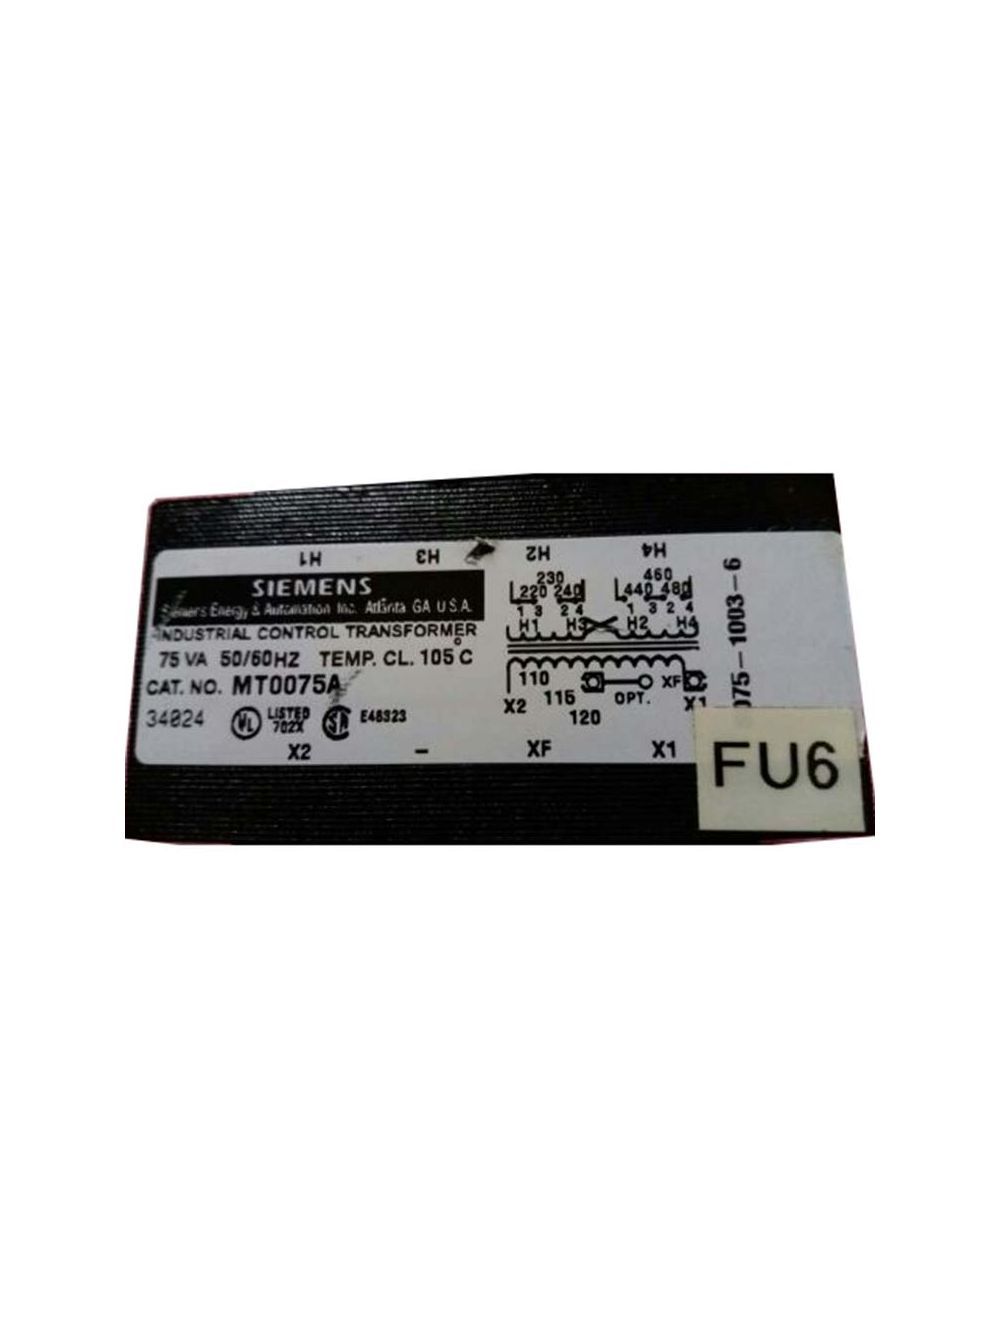 H1 H3 H2 H4
SIEMENS
Siemens Energy & Automation Inc. Atlanta GA U.S.A.
INDUSTRIAL CONTROL TRANSFORMER
75 VA 50/60HZ TEMP. CL. 105 C
CAT. NO. MT0075A
34024 UL LISTED 702X SA E48323
X2 - XF X1
230 460
220 240 440 480
1 3 2 4 1 3 2 4
H1 H3 H2 H4
110 XF
X2 115 OPT. X1
120
075-1003-6
FU6